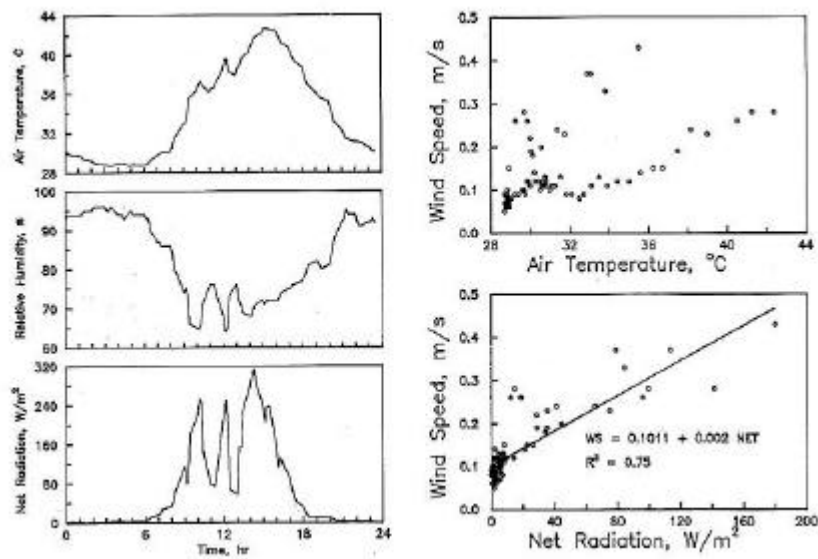 44
40
36
32
28
Air Temperature, C
100
90
80
70
60
Relative Humidity, %
320
240
160
80
0
Net Radiation, W/m²
0 6 12 18 24
Time, hr
0.5
0.4
0.3
0.2
0.1
0.0
Wind Speed, m/s
28 32 36 40 44
Air Temperature, °C
0.5
0.4
0.3
0.2
0.1
0.0
Wind Speed, m/s
WS = 0.1011 + 0.002 NET
R² = 0.75
0 40 80 120 160 200
Net Radiation, W/m²